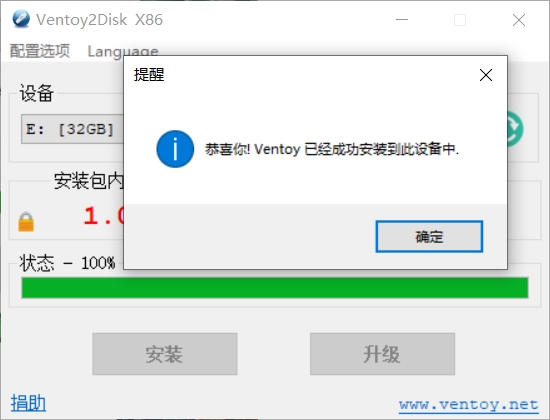 Ventoy2Disk X86
配置选项 Language
提醒
设备
E: [32GB]
恭喜你! Ventoy 已经成功安装到此设备中.
安装包内
1.0
确定
状态 - 100%
安装 升级
捐助 www.ventoy.net